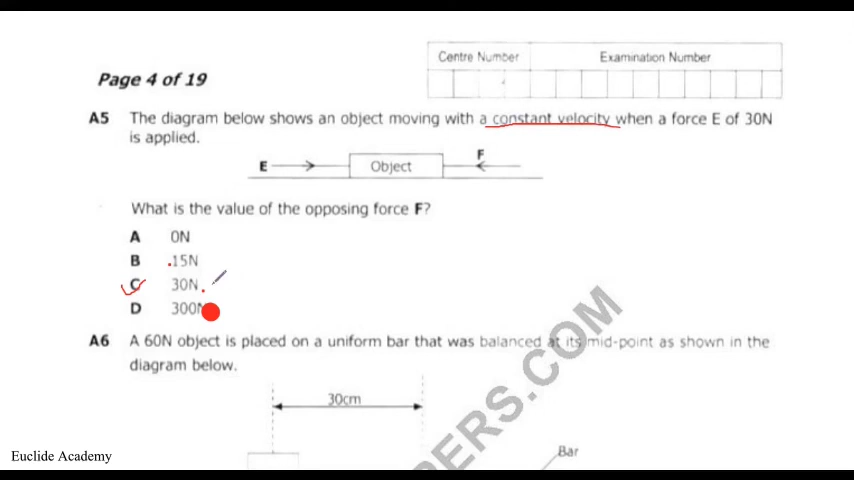 Centre Number Examination Number
Page 4 of 19
A5 The diagram below shows an object moving with a constant velocity when a force E of 30N
is applied.
E Object F
What is the value of the opposing force F?
A 0N
B .15N
C 30N.
D 300N
A6 A 60N object is placed on a uniform bar that was balanced at its mid-point as shown in the
diagram below.
30cm
PERS.COM
Bar
Euclide Academy